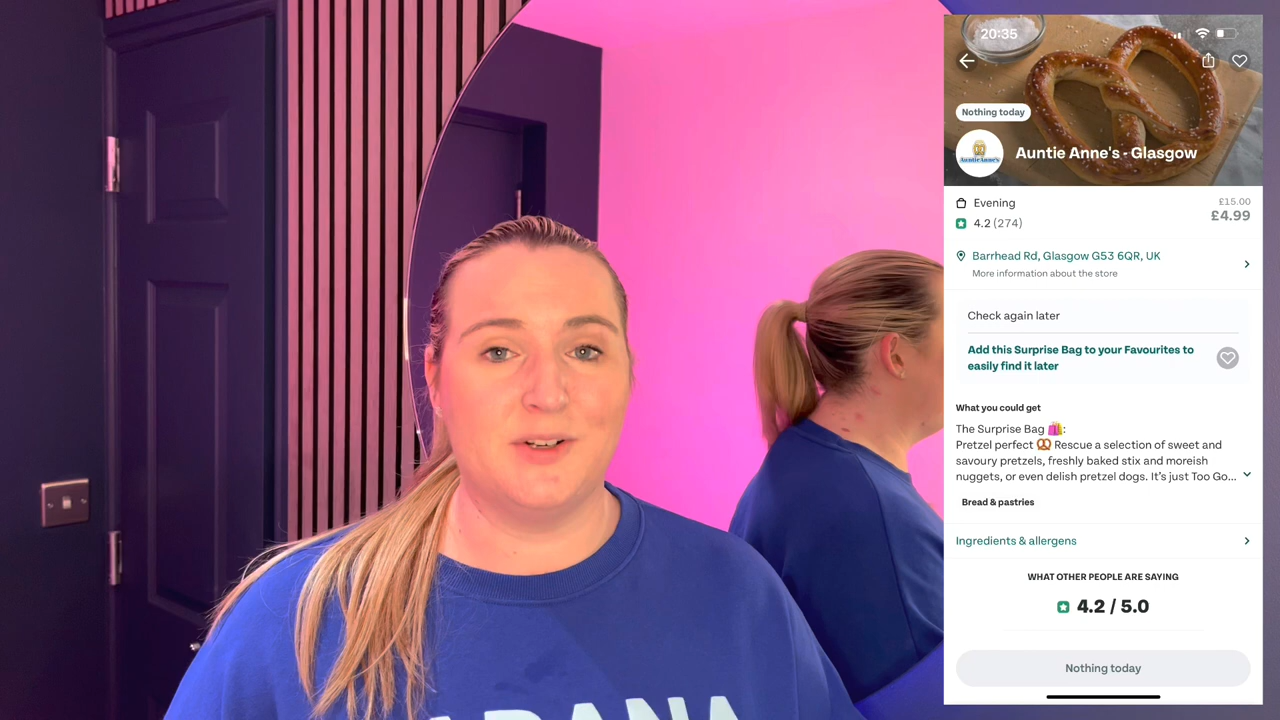 20:35
Nothing today
Auntie Anne's
Auntie Anne's - Glasgow
Evening
£15.00
4.2 (274)
£4.99
Barrhead Rd, Glasgow G53 6QR, UK
More information about the store
Check again later
Add this Surprise Bag to your Favourites to
easily find it later
What you could get
The Surprise Bag 🛍️:
Pretzel perfect 🥨 Rescue a selection of sweet and
savoury pretzels, freshly baked stix and moreish
nuggets, or even delish pretzel dogs. It's just Too Go...
Bread & pastries
Ingredients & allergens
WHAT OTHER PEOPLE ARE SAYING
4.2 / 5.0
Nothing today